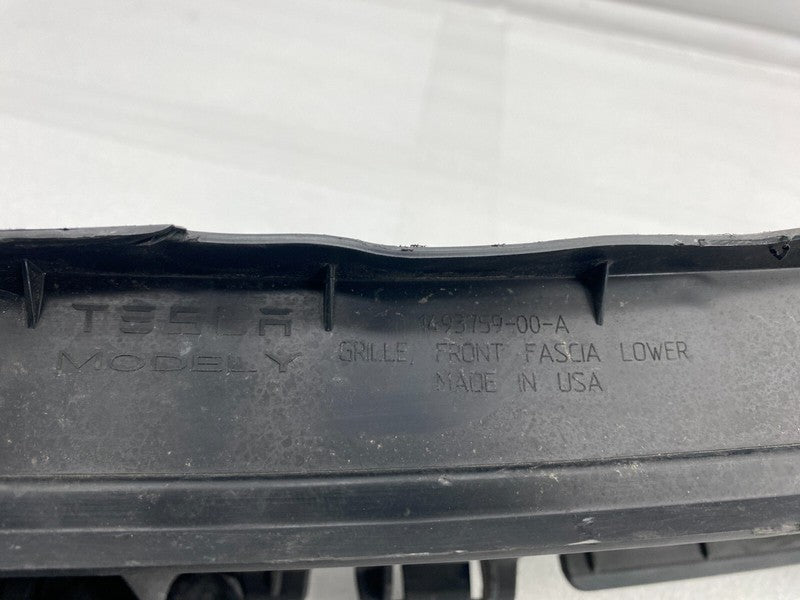 TESLA
MODEL Y
1493759-00-A
GRILLE, FRONT FASCIA LOWER
MADE IN USA